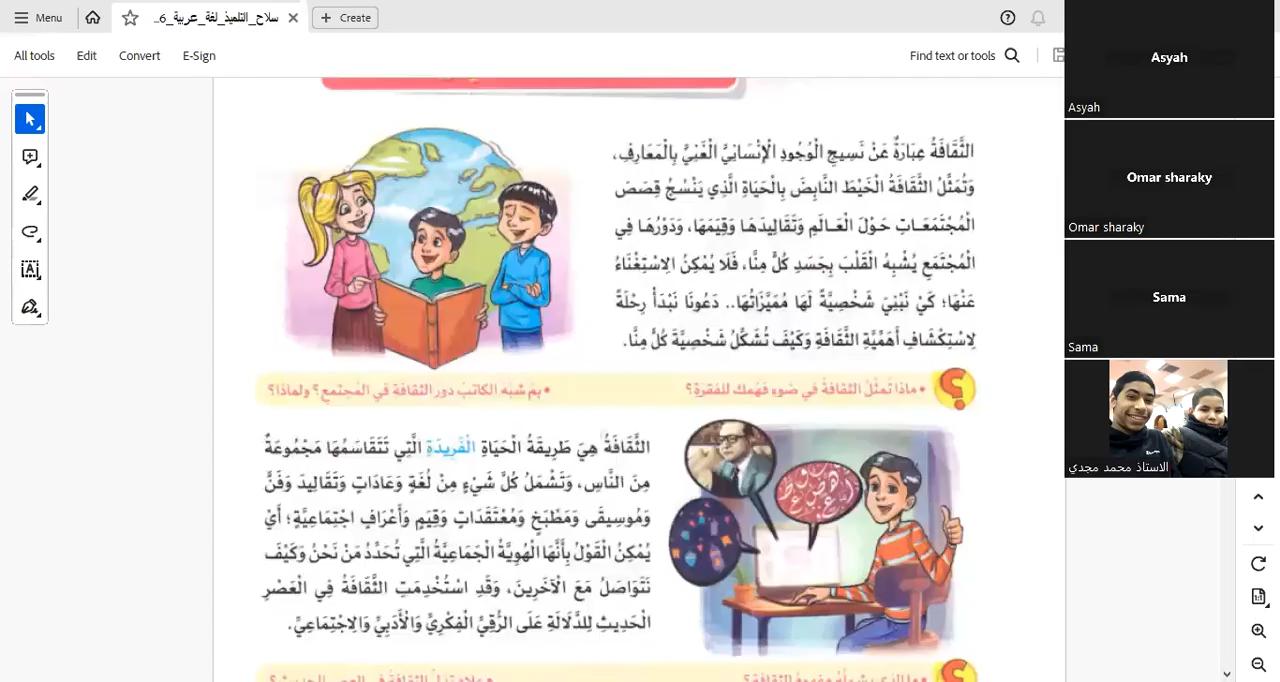 Menu
سلاح_التلميذ_لغة_عربية_6...
Create
All tools
Edit
Convert
E-Sign
Find text or tools
الثَّقَافَةُ عِبَارَةٌ عَنْ نَسِيجِ الْوُجُودِ الْإِنْسَانِيِّ الْغَنِيِّ بِالْمَعَارِفِ،
وَتُمَثِّلُ الثَّقَافَةُ الْخَيْطَ النَّابِضَ بِالْحَيَاةِ الَّذِي يَنْسُجُ قِصَصَ
الْمُجْتَمَعَاتِ حَوْلَ الْعَالَمِ وَتَقَالِيدَهَا وَقِيَمَهَا، وَدَوْرُهَا فِي
الْمُجْتَمَعِ يُشْبِهُ الْقَلْبَ بِجَسَدِ كُلٍّ مِنَّا، فَلَا يُمْكِنُ الِاسْتِغْنَاءُ
عَنْهَا؛ كَيْ نَبْنِيَ شَخْصِيَّةً لَهَا مُمَيِّزَاتُهَا.. دَعُونَا نَبْدَأْ رِحْلَةً
لِاسْتِكْشَافِ أَهَمِّيَّةِ الثَّقَافَةِ وَكَيْفَ تُشَكِّلُ شَخْصِيَّةَ كُلٍّ مِنَّا.
؟ • ماذا تُمثِّلُ الثقافةُ في ضوءِ فَهْمِك للفقرةِ؟ • بِمَ شبَّه الكاتبُ دور الثقافة في المُجتمعِ؟ ولماذا؟
الثَّقَافَةُ هِيَ طَرِيقَةُ الْحَيَاةِ الْفَرِيدَةِ الَّتِي تَتَقَاسَمُهَا مَجْمُوعَةٌ
مِنَ النَّاسِ، وَتَشْمَلُ كُلَّ شَيْءٍ مِنْ لُغَةٍ وَعَادَاتٍ وَتَقَالِيدَ وَفَنٍّ
وَمُوسِيقَى وَمَطْبَخٍ وَمُعْتَقَدَاتٍ وَقِيَمٍ وَأَعْرَافٍ اجْتِمَاعِيَّةٍ؛ أَيْ
يُمْكِنُ الْقَوْلُ بِأَنَّهَا الْهُوِيَّةُ الْجَمَاعِيَّةُ الَّتِي تُحَدِّدُ مَنْ نَحْنُ وَكَيْفَ
نَتَوَاصَلُ مَعَ الْآخَرِينَ، وَقَدِ اسْتُخْدِمَتِ الثَّقَافَةُ فِي الْعَصْرِ
الْحَدِيثِ لِلدَّلَالَةِ عَلَى الرُّقِيِّ الْفِكْرِيِّ وَالْأَدَبِيِّ وَالِاجْتِمَاعِيِّ.
Asyah
Asyah
Omar sharaky
Omar sharaky
Sama
Sama
الاستاذ محمد مجدي